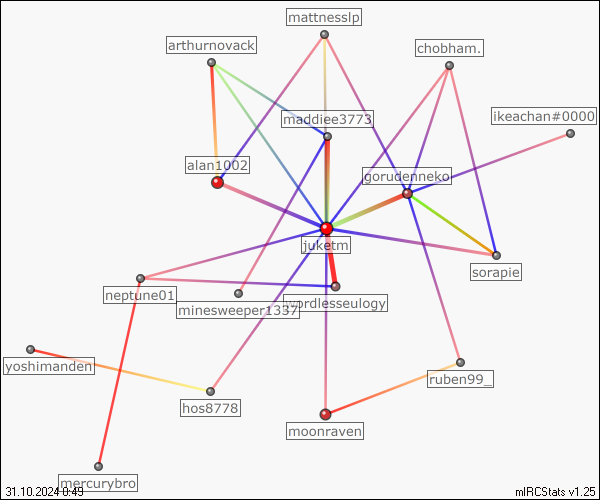 mattnesslp
arthurnovack
chobham.
ikeachan#0000
maddiee3773
alan1002
gorudenneko
juketm
sorapie
neptune01
wordlesseulogy
minesweeper1337
yoshimanden
ruben99_
hos8778
moonraven
mercurybro
31.10.2024 0:49
mIRCStats v1.25